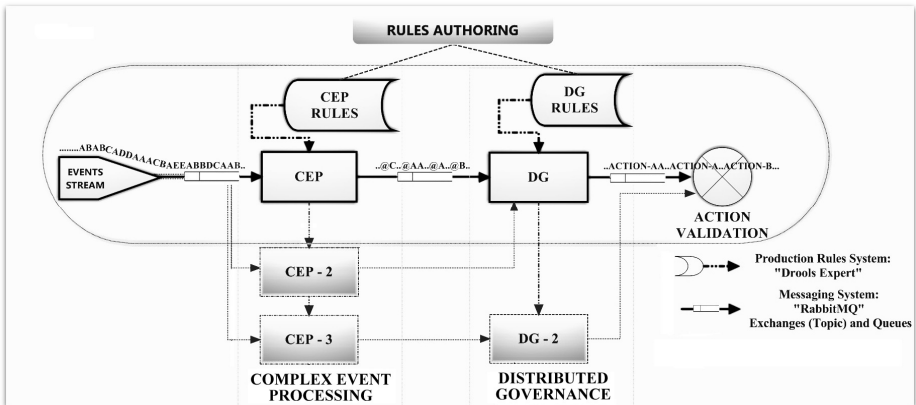 RULES AUTHORING
CEP
RULES
DG
RULES
.........ABABCADDAAACBAEEABBDCAAB..
EVENTS
STREAM
CEP
..@C..@AA..@A..@B..
DG
..ACTION-AA..ACTION-A..ACTION-B...
ACTION
VALIDATION
CEP - 2
CEP - 3
DG - 2
COMPLEX EVENT
PROCESSING
DISTRIBUTED
GOVERNANCE
Production Rules System:
"Drools Expert"
Messaging System:
"RabbitMQ"
Exchanges (Topic) and Queues